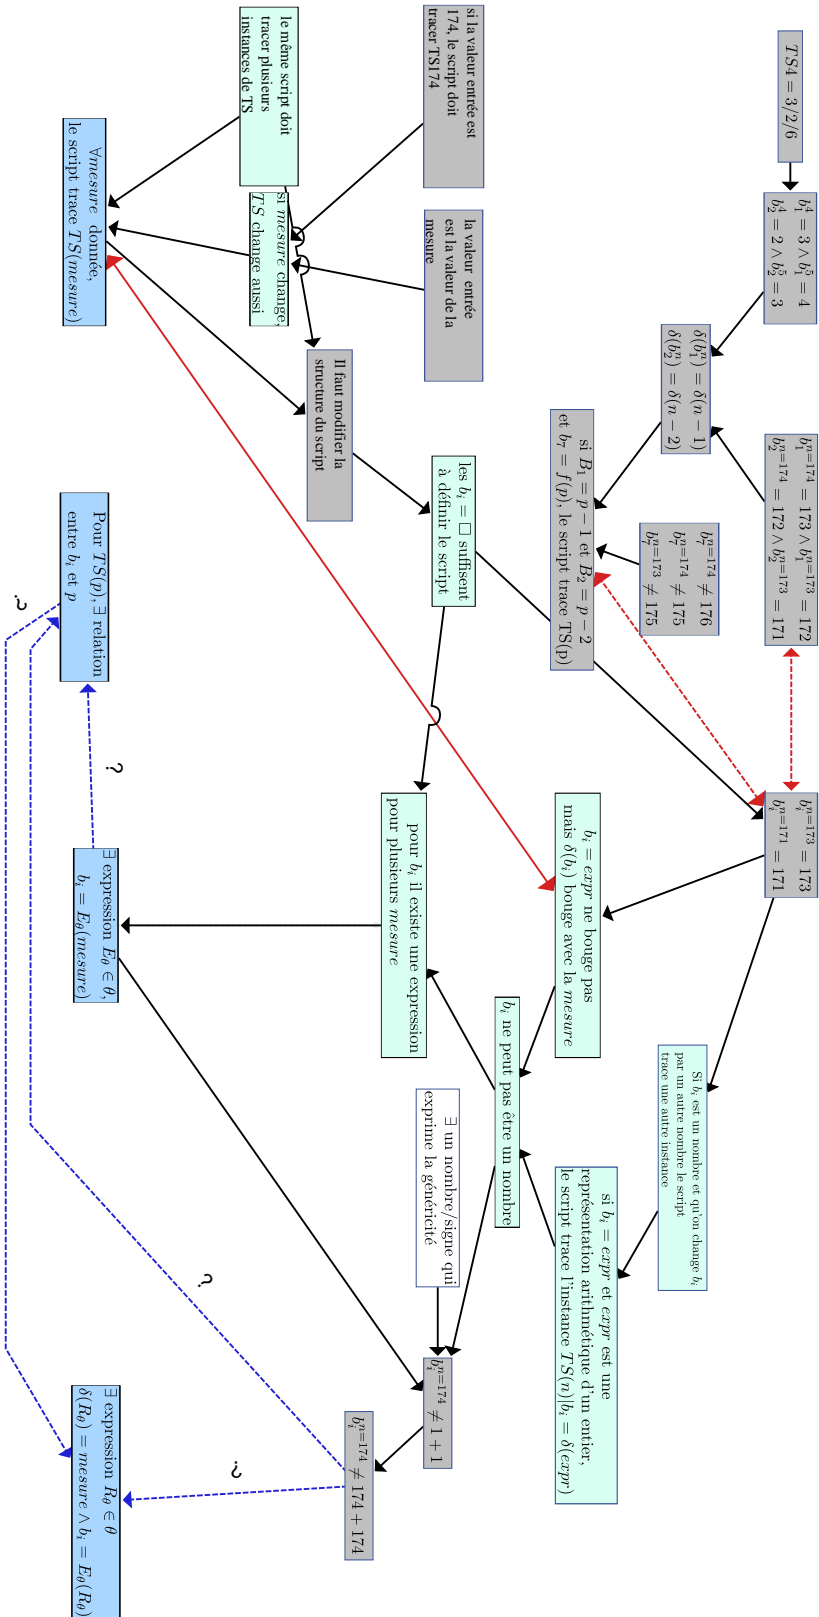 TS4 = 3/2/6
b_1^4 = 3 ∧ b_1^5 = 4
b_2^4 = 2 ∧ b_2^5 = 3
δ(b_1^n) = δ(n − 1)
δ(b_2^n) = δ(n − 2)
b_1^{n=174} = 173 ∧ b_1^{n=173} = 172
b_2^{n=174} = 172 ∧ b_2^{n=173} = 171
b_7^{n=174} ≠ 176
b_7^{n=174} ≠ 175
b_7^{n=173} ≠ 175
si B_1 = p − 1 et B_2 = p − 2
et b_7 = f(p), le script trace TS(p)
b_i^{n=173} = 173
b_i^{n=171} = 171
si la valeur entrée est
174, le script doit
tracer TS174
la valeur entrée
est la valeur de la
mesure
le même script doit
tracer plusieurs
instances de TS
si mesure change,
TS change aussi
∀mesure donnée,
le script trace TS(mesure)
Il faut modifier la
structure du script
les b_i = □ suffisent
à définir le script
b_i = expr ne bouge pas
mais δ(b_i) bouge avec la mesure
Si b_i est un nombre et qu'on change b_i
par un autre nombre le script
trace une autre instance
si b_i = expr et expr est une
représentation arithmétique d'un entier,
le script trace l'instance TS(n)|b_i = δ(expr)
b_i ne peut pas être un nombre
pour b_i il existe une expression
pour plusieurs mesure
∃ un nombre/signe qui
exprime la généricité
b_i^{n=174} ≠ 1 + 1
b_i^{n=174} ≠ 174 + 174
∃ expression E_θ ∈ θ,
b_i = E_θ(mesure)
Pour TS(p), ∃ relation
entre b_i et p
∃ expression R_θ ∈ θ
δ(R_θ) = mesure ∧ b_i = E_θ(R_θ)
?
?
?
?